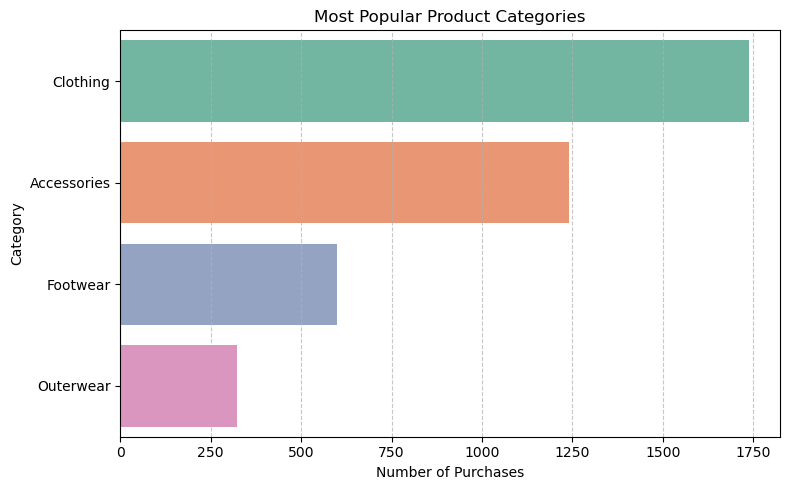 Most Popular Product Categories
Clothing
Accessories
Footwear
Outerwear
Category
0 250 500 750 1000 1250 1500 1750
Number of Purchases